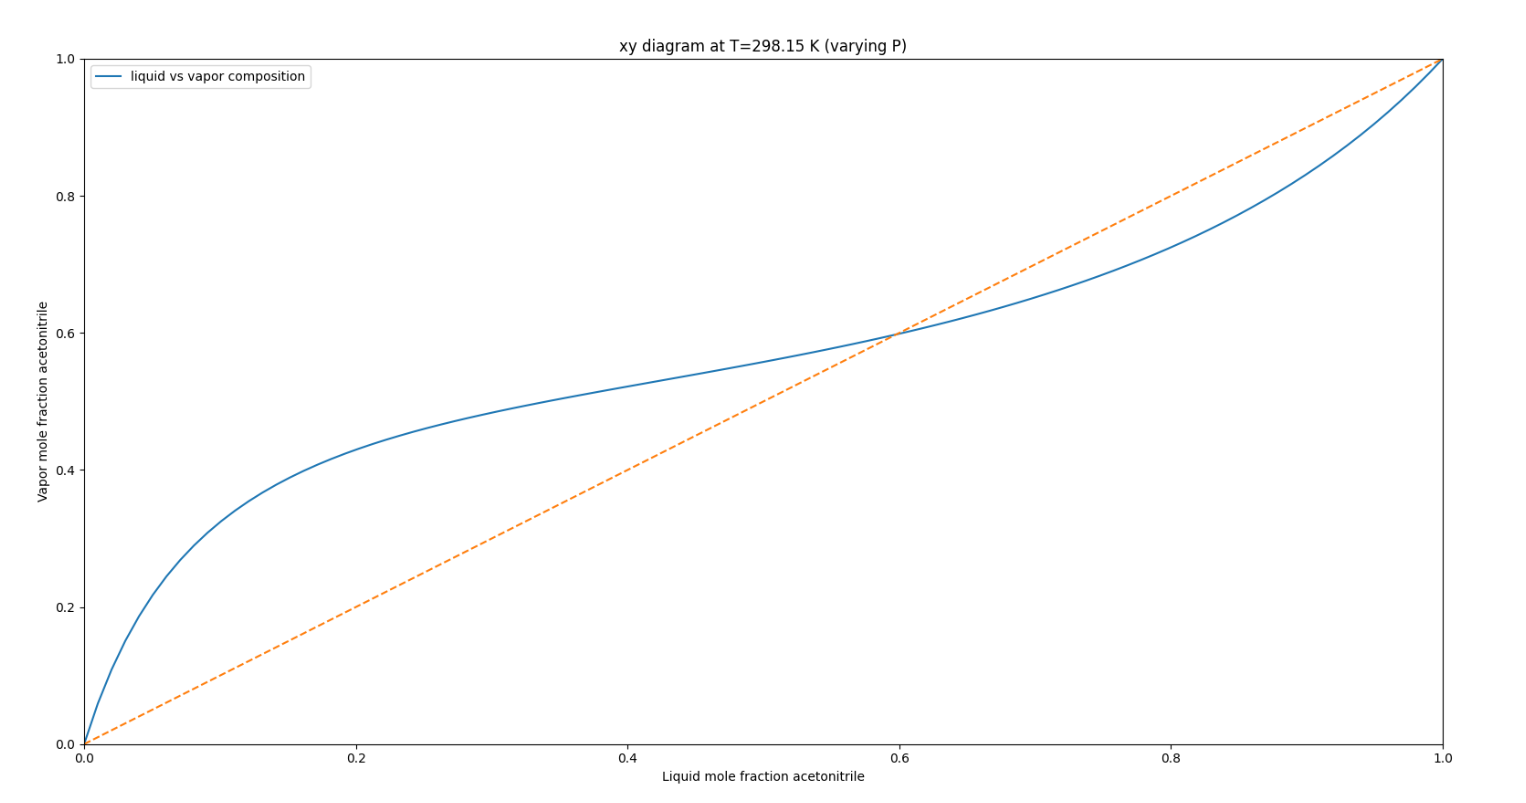 xy diagram at T=298.15 K (varying P)
liquid vs vapor composition
1.0
0.8
0.6
0.4
0.2
0.0
Vapor mole fraction acetonitrile
0.0 0.2 0.4 0.6 0.8 1.0
Liquid mole fraction acetonitrile